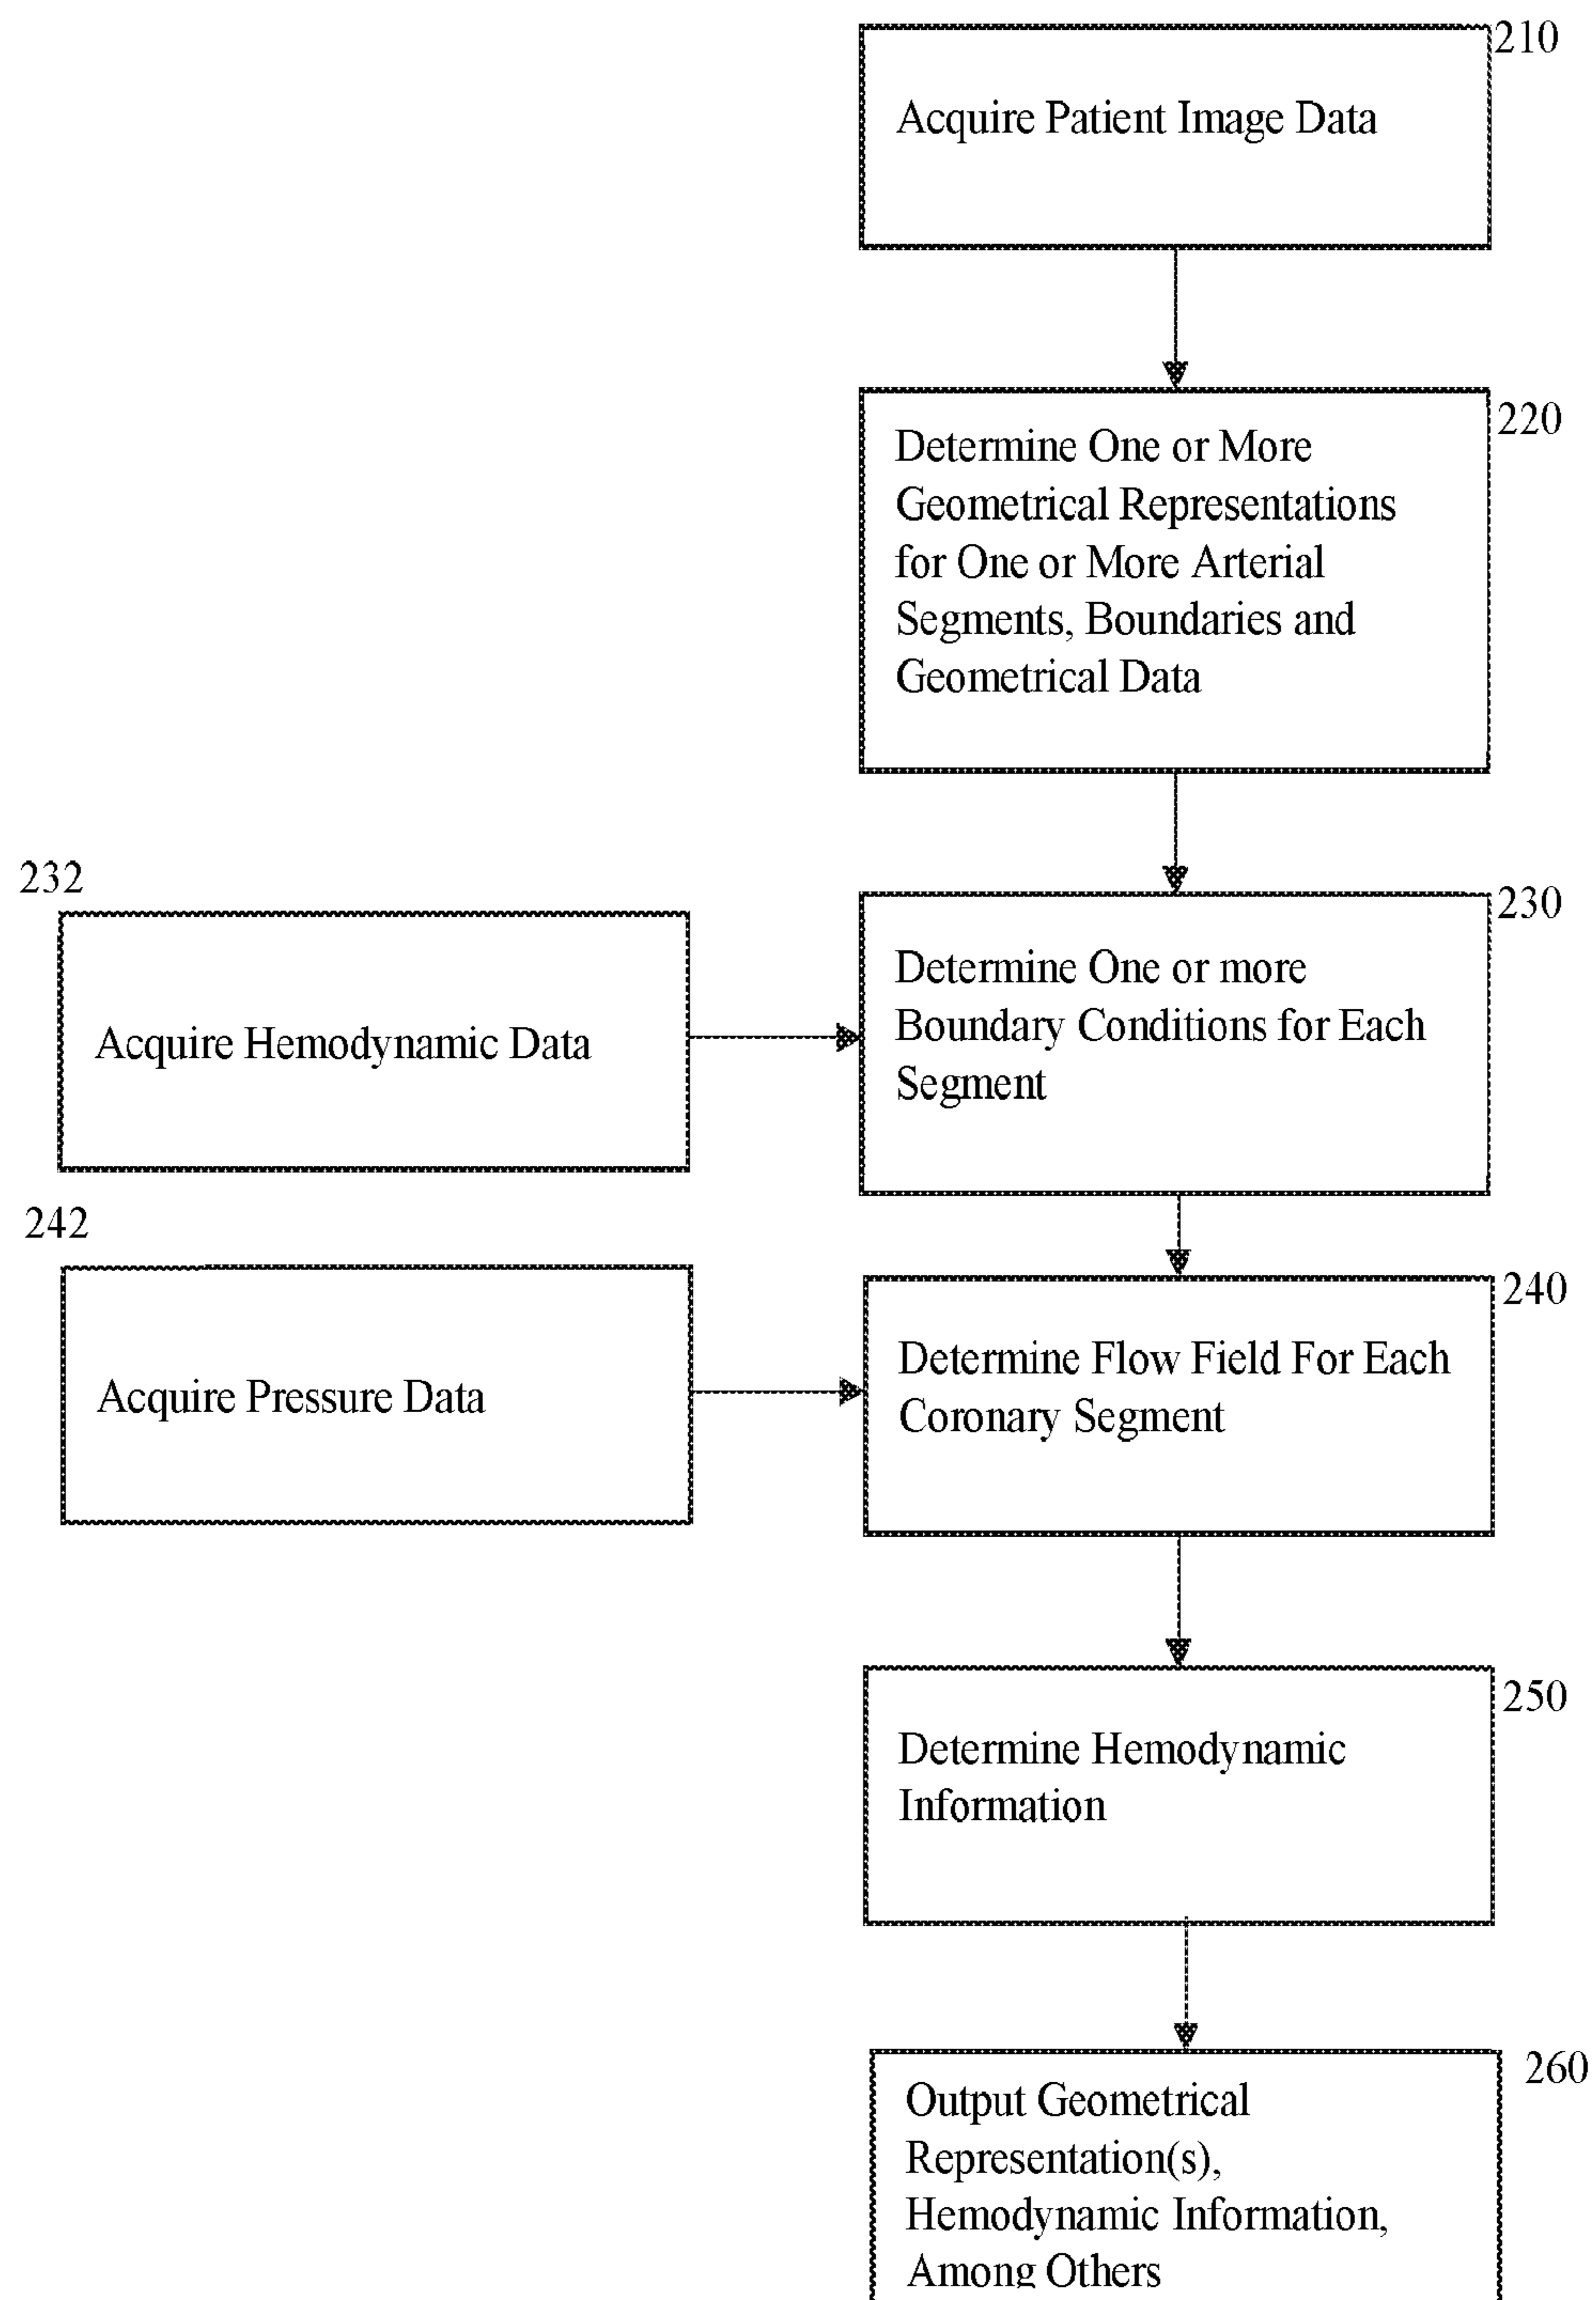 210
Acquire Patient Image Data
220
Determine One or More
Geometrical Representations
for One or More Arterial
Segments, Boundaries and
Geometrical Data
232
Acquire Hemodynamic Data
230
Determine One or more
Boundary Conditions for Each
Segment
242
Acquire Pressure Data
240
Determine Flow Field For Each
Coronary Segment
250
Determine Hemodynamic
Information
260
Output Geometrical
Representation(s),
Hemodynamic Information,
Among Others